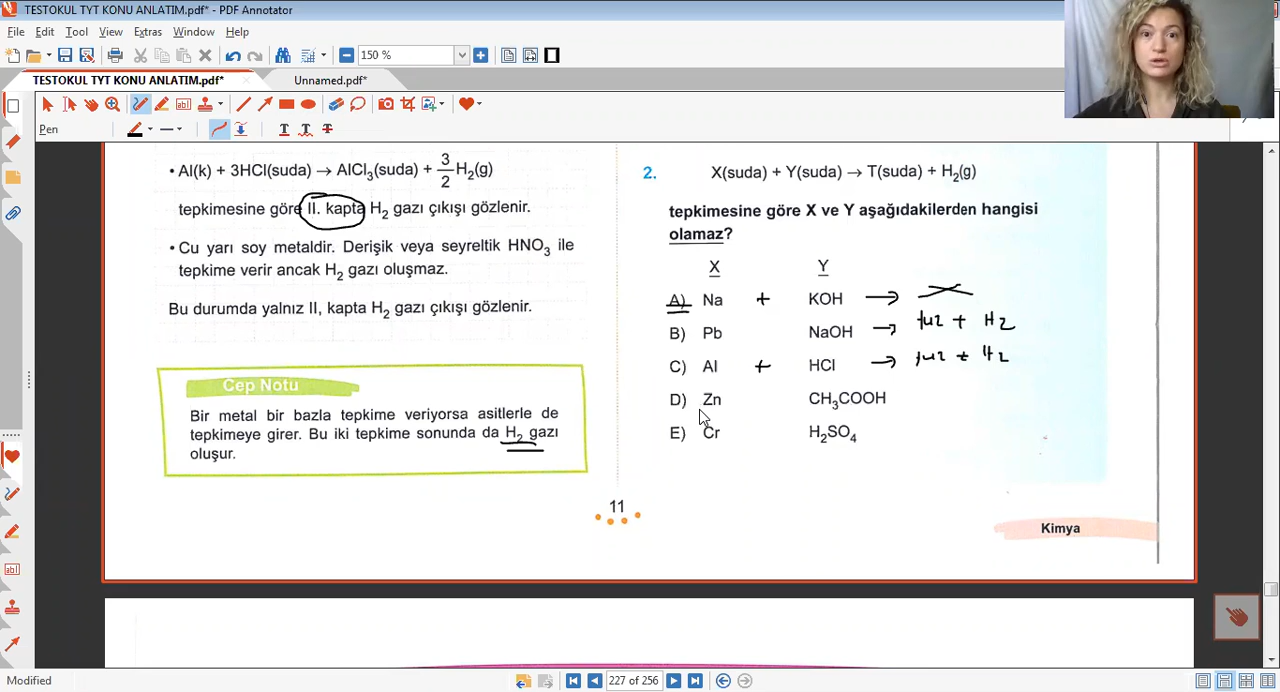 TESTOKUL TYT KONU ANLATIM.pdf* - PDF Annotator
File Edit Tool View Extras Window Help
150 %
TESTOKUL TYT KONU ANLATIM.pdf*
Unnamed.pdf*
Pen
• Al(k) + 3HCl(suda) → AlCl3(suda) + 3/2 H2(g)
tepkimesine göre II. kapta H2 gazı çıkışı gözlenir.
• Cu yarı soy metaldir. Derişik veya seyreltik HNO3 ile
tepkime verir ancak H2 gazı oluşmaz.
Bu durumda yalnız II, kapta H2 gazı çıkışı gözlenir.
Cep Notu
Bir metal bir bazla tepkime veriyorsa asitlerle de
tepkimeye girer. Bu iki tepkime sonunda da H2 gazı
oluşur.
2. X(suda) + Y(suda) → T(suda) + H2(g)
tepkimesine göre X ve Y aşağıdakilerden hangisi
olamaz?
X Y
A) Na + KOH →
B) Pb NaOH → tuz + H2
C) Al + HCl → tuz + H2
D) Zn CH3COOH
E) Cr H2SO4
11
Kimya
Modified
227 of 256